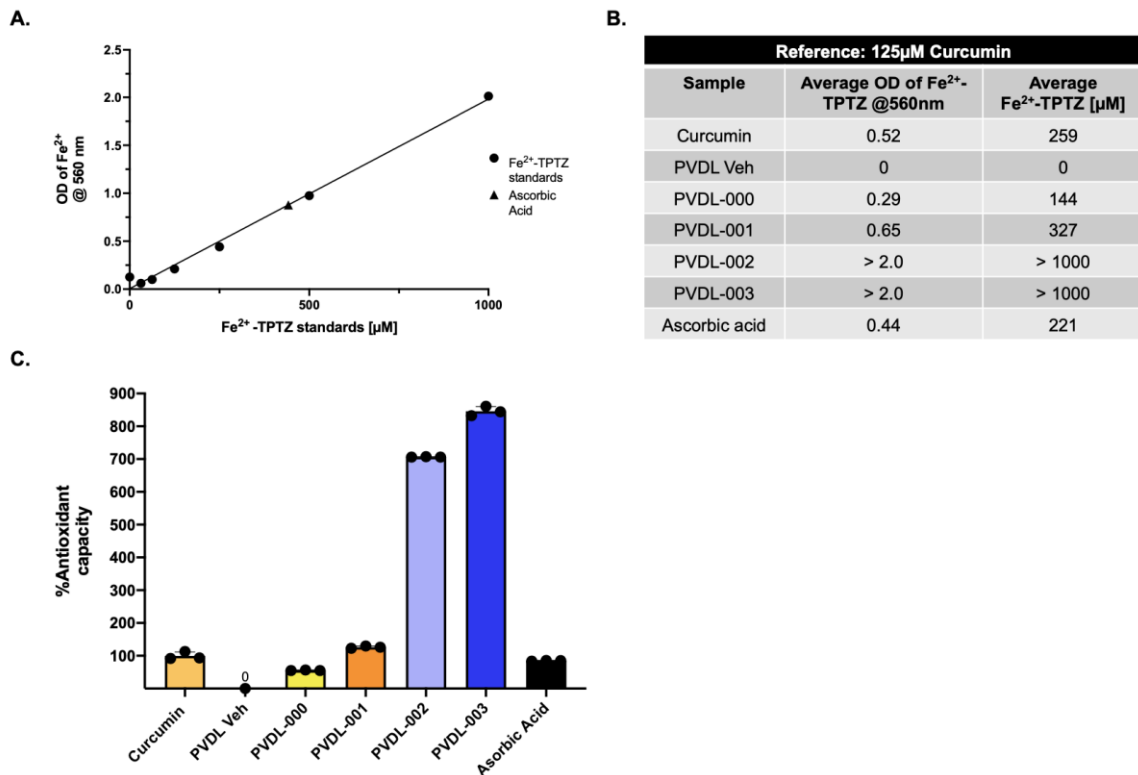 A.
OD of Fe²⁺
@ 560 nm
2.5
2.0
1.5
1.0
0.5
0.0
0
500
1000
Fe²⁺ -TPTZ standards [µM]
Fe²⁺-TPTZ
standards
Ascorbic
Acid
B.
Reference: 125µM Curcumin
Sample
Average OD of Fe²⁺-
TPTZ @560nm
Average
Fe²⁺-TPTZ [µM]
Curcumin 0.52 259
PVDL Veh 0 0
PVDL-000 0.29 144
PVDL-001 0.65 327
PVDL-002 > 2.0 > 1000
PVDL-003 > 2.0 > 1000
Ascorbic acid 0.44 221
C.
%Antioxidant
capacity
900
800
700
600
500
400
300
200
100
0
Curcumin
PVDL Veh
PVDL-000
PVDL-001
PVDL-002
PVDL-003
Asorbic Acid